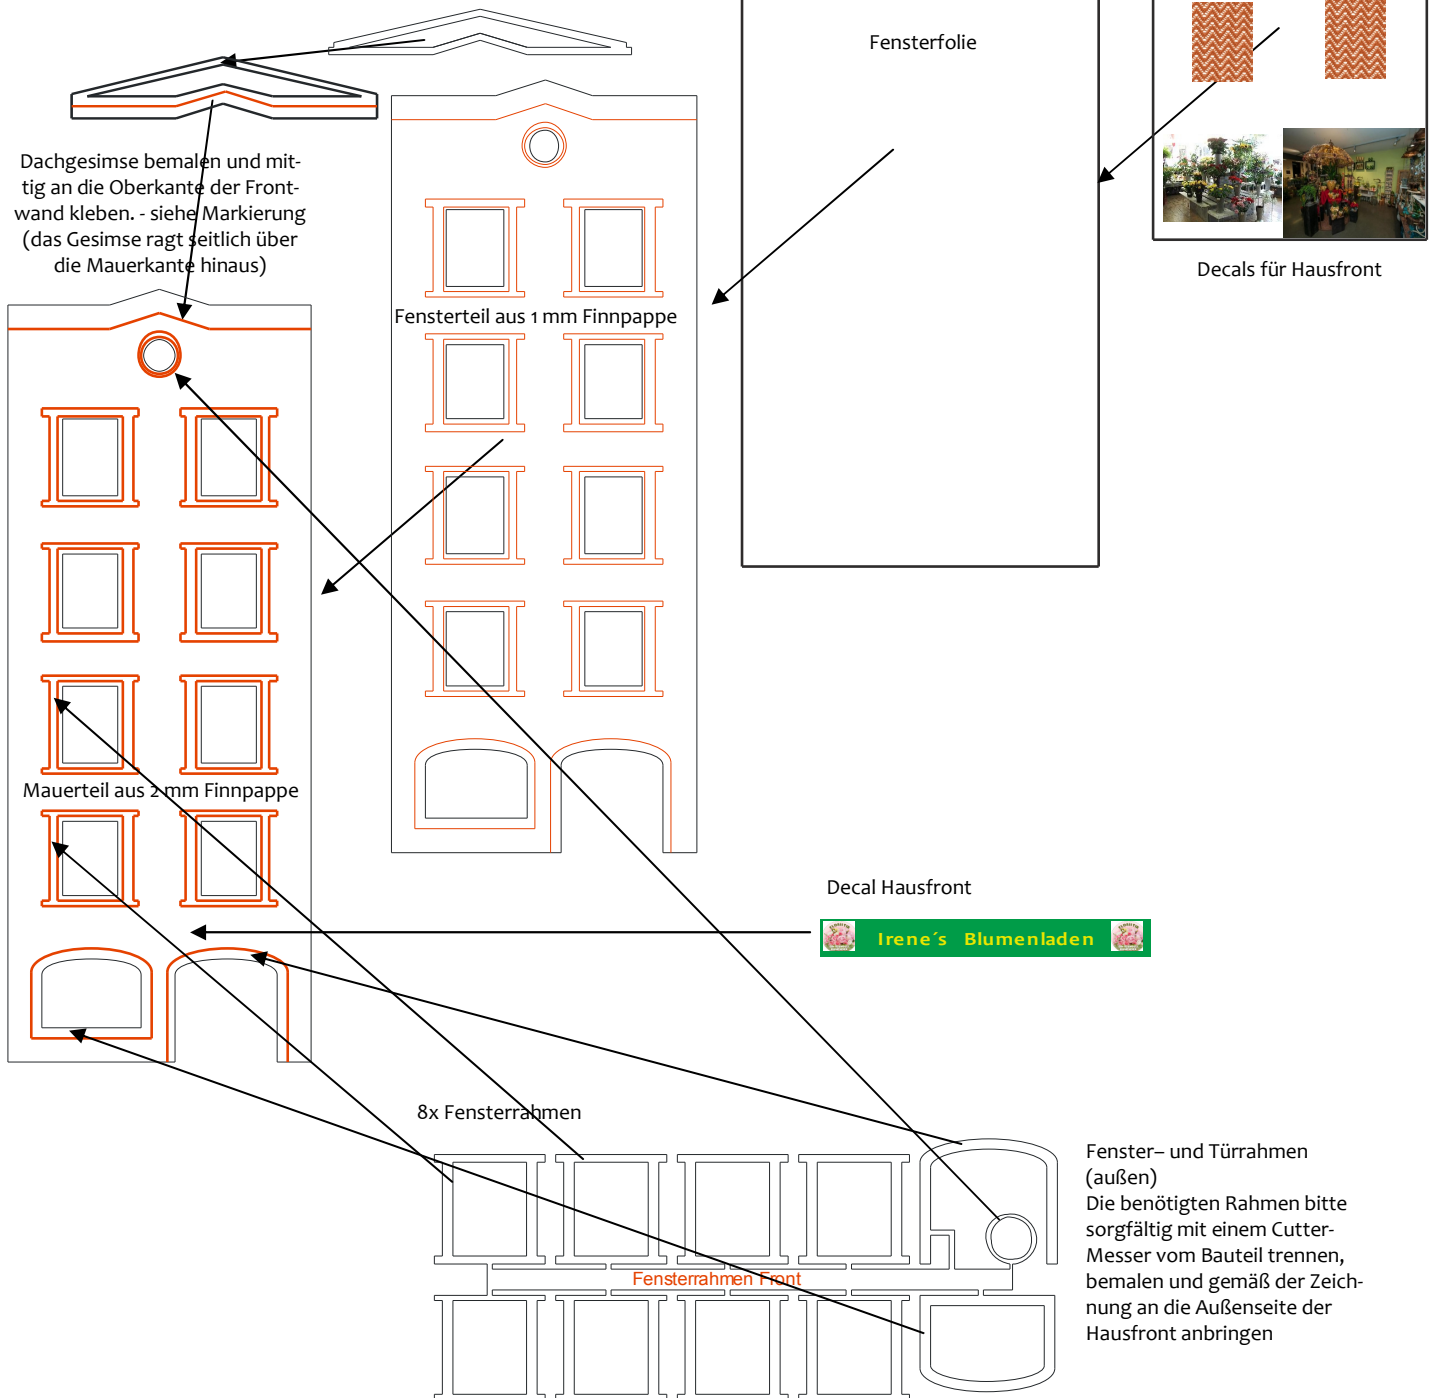 Fensterfolie
Dachgesimse bemalen und mit-
tig an die Oberkante der Front-
wand kleben. - siehe Markierung
(das Gesimse ragt seitlich über
die Mauerkante hinaus)
Decals für Hausfront
Fensterteil aus 1 mm Finnpappe
Mauerteil aus 2 mm Finnpappe
Decal Hausfront
Irene´s Blumenladen
8x Fensterrahmen
Fenster– und Türrahmen
(außen)
Die benötigten Rahmen bitte
sorgfältig mit einem Cutter-
Messer vom Bauteil trennen,
bemalen und gemäß der Zeich-
nung an die Außenseite der
Hausfront anbringen
Fensterrahmen Front